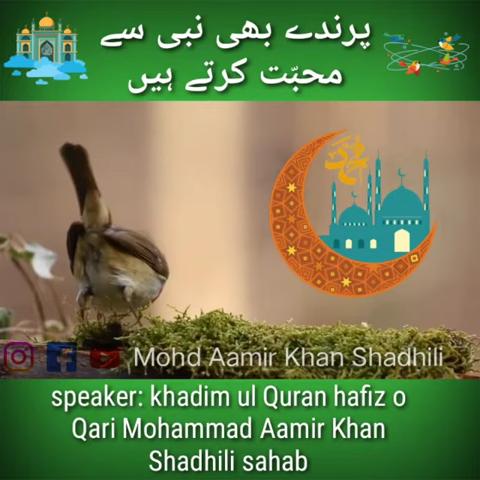 پرندے بھی نبی سے
محبّت کرتے ہیں
محمد
Mohd Aamir Khan Shadhili
speaker: khadim ul Quran hafiz o
Qari Mohammad Aamir Khan
Shadhili sahab